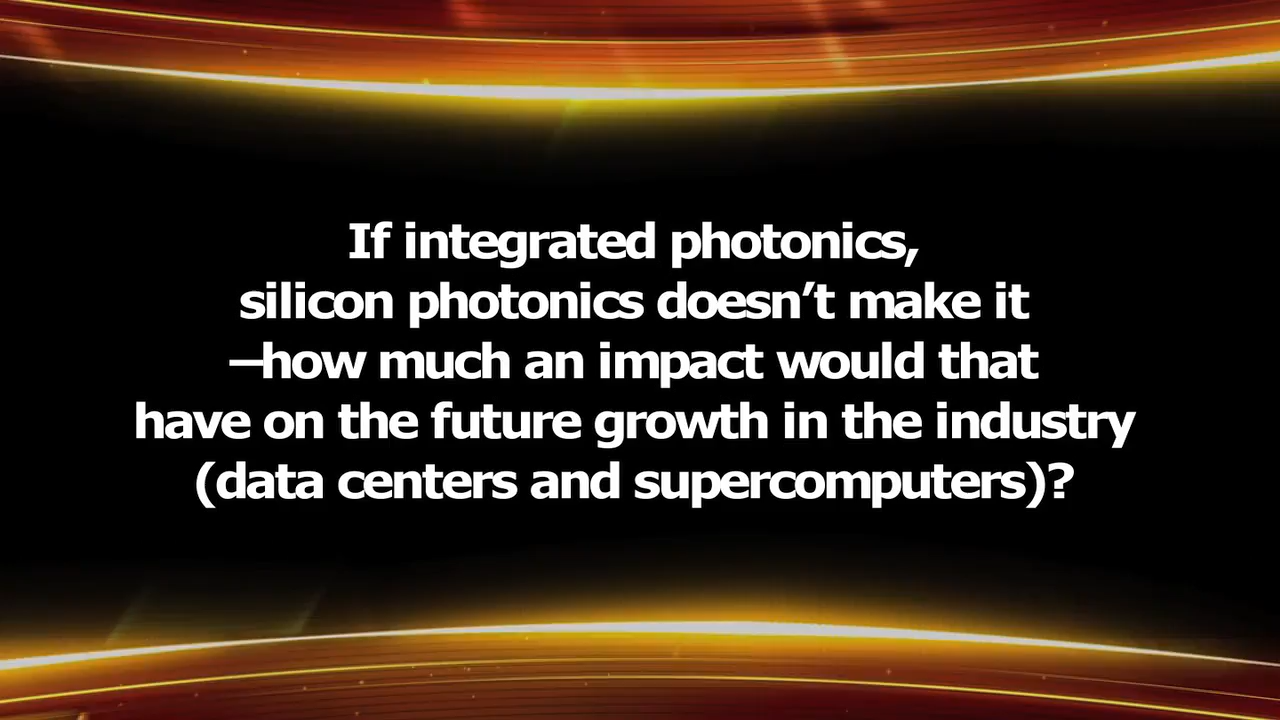 If integrated photonics,
silicon photonics doesn’t make it
—how much an impact would that
have on the future growth in the industry
(data centers and supercomputers)?